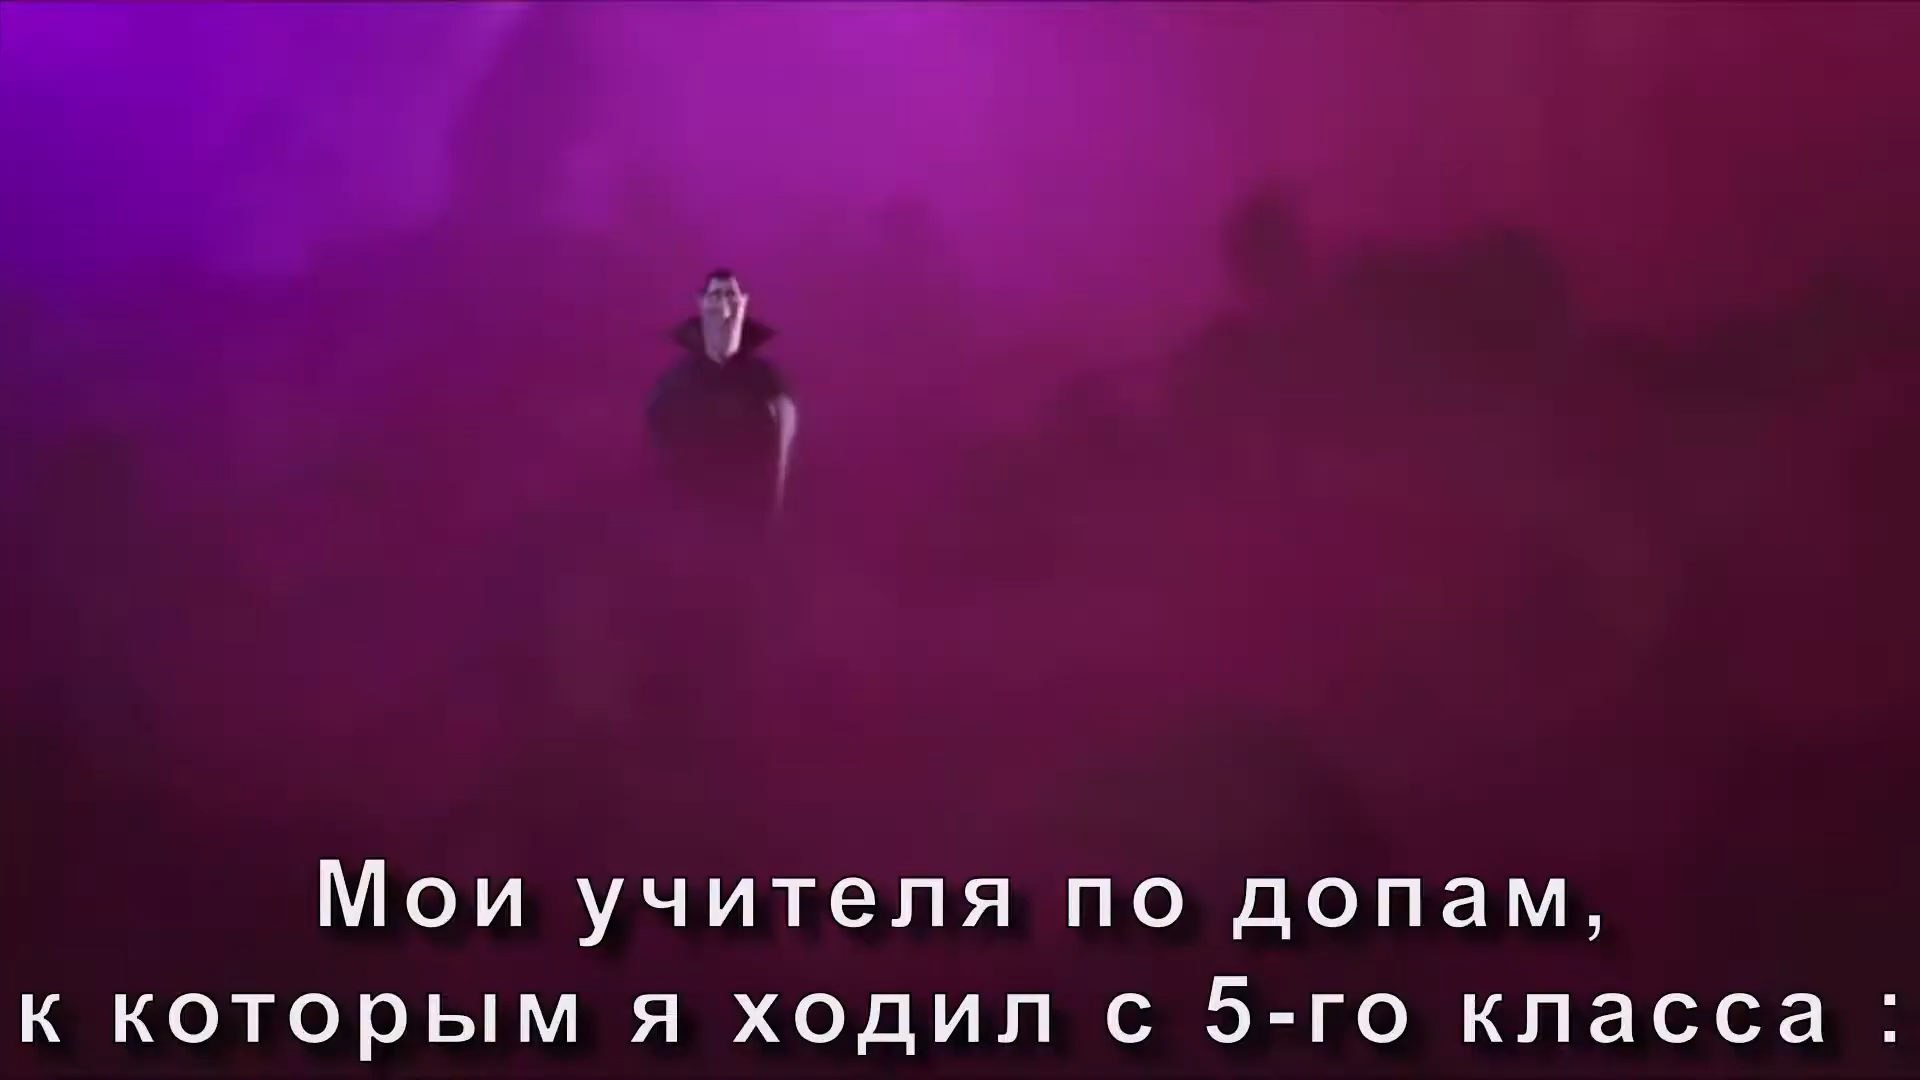 Мои учителя по допам,
к которым я ходил с 5-го класса :